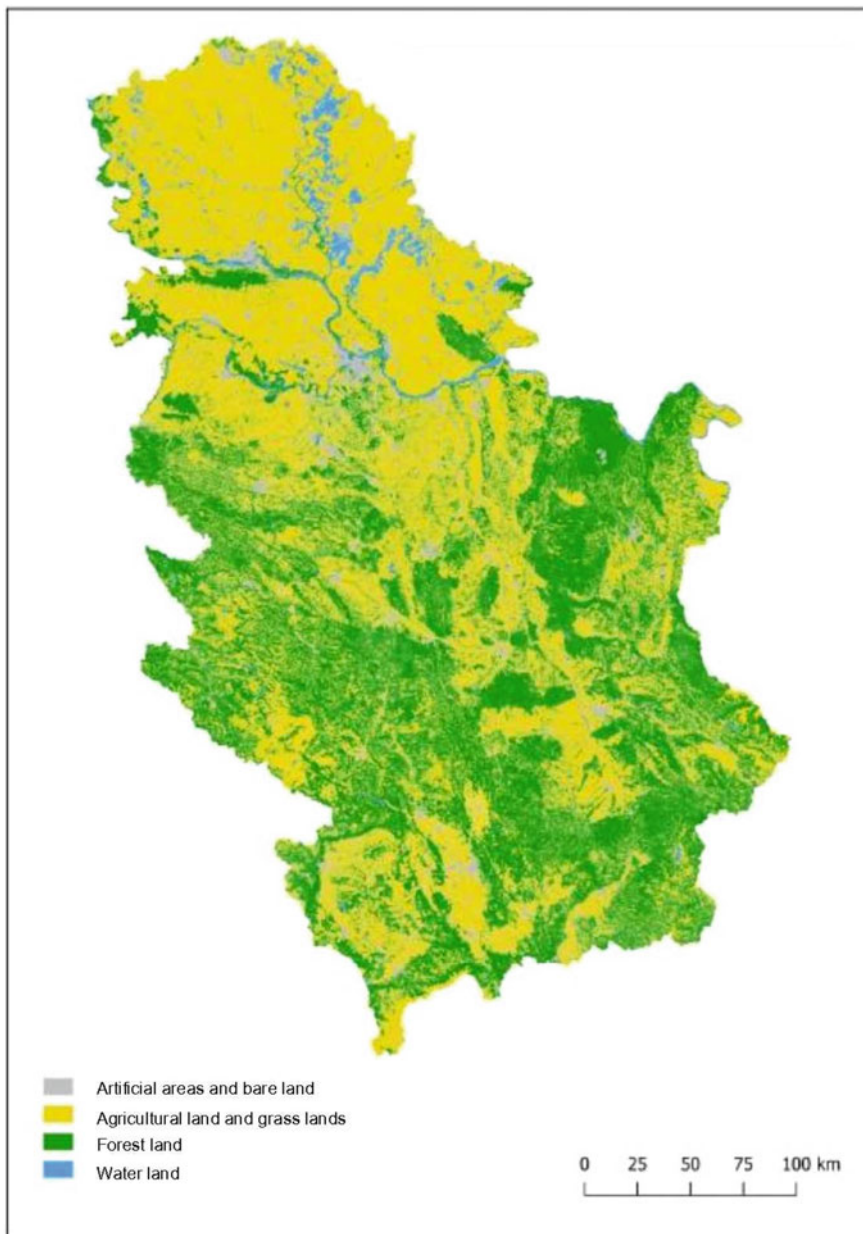 Artificial areas and bare land
Agricultural land and grass lands
Forest land
Water land
0 25 50 75 100 km